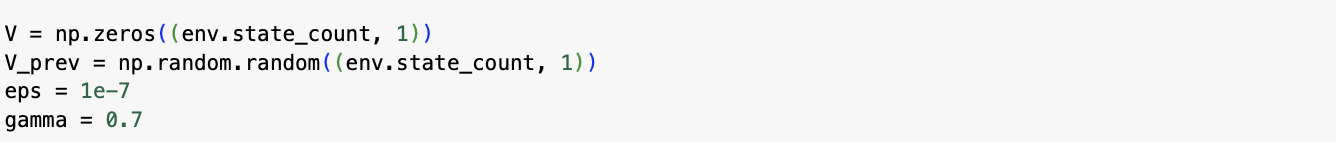 V = np.zeros((env.state_count, 1))
V_prev = np.random.random((env.state_count, 1))
eps = 1e-7
gamma = 0.7